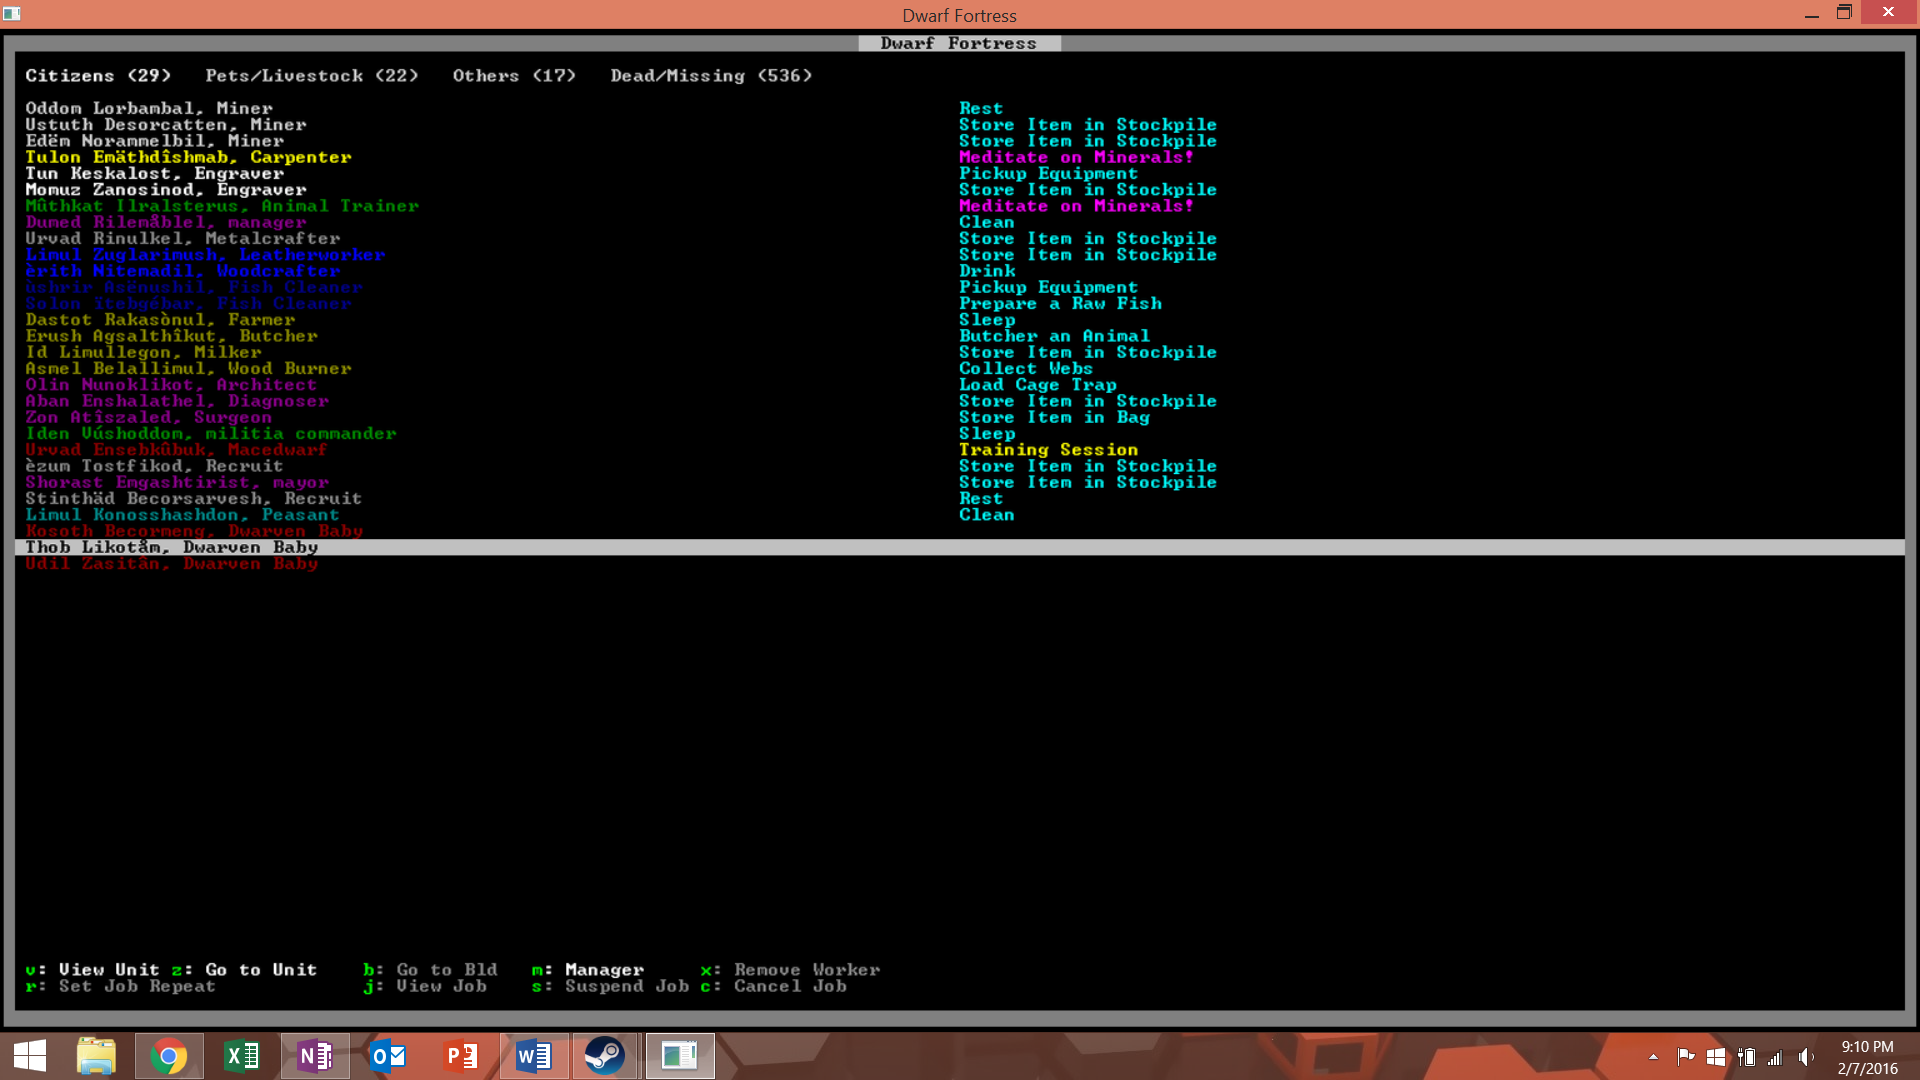 Dwarf Fortress
Dwarf Fortress
Citizens (29) Pets/Livestock (22) Others (17) Dead/Missing (536)
Oddom Lorbambal, Miner Rest
Ustuth Desorcatten, Miner Store Item in Stockpile
Edëm Norammelbil, Miner Store Item in Stockpile
Tulon Emäthdîshmab, Carpenter Meditate on Minerals!
Tun Keskalost, Engraver Pickup Equipment
Momuz Zanosinod, Engraver Store Item in Stockpile
Mûthkat Ilralsterus, Animal Trainer Meditate on Minerals!
Dumed Rilemåblel, manager Clean
Urvad Rinulkel, Metalcrafter Store Item in Stockpile
Limul Zuglarimush, Leatherworker Store Item in Stockpile
èrith Nitemadil, Woodcrafter Drink
ùshrir Asënushil, Fish Cleaner Pickup Equipment
Solon Itebgébar, Fish Cleaner Prepare a Raw Fish
Dastot Rakasònul, Farmer Sleep
Erush Agsalthîkut, Butcher Butcher an Animal
Id Limullegon, Milker Store Item in Stockpile
Asmel Belallimul, Wood Burner Collect Webs
Olin Nunoklikot, Architect Load Cage Trap
Aban Enshalathel, Diagnoser Store Item in Stockpile
Zon Atîszaled, Surgeon Store Item in Bag
Iden Vúshoddom, militia commander Sleep
Urvad Ensebkûbuk, Macedwarf Training Session
èzum Tostfikod, Recruit Store Item in Stockpile
Shorast Emgashtirist, mayor Store Item in Stockpile
Stinthäd Becorsarvesh, Recruit Rest
Limul Konosshashdon, Peasant Clean
Kosoth Becormeng, Dwarven Baby
Thob Likotåm, Dwarven Baby
Udil Zasitân, Dwarven Baby
v: View Unit z: Go to Unit b: Go to Bld m: Manager x: Remove Worker
r: Set Job Repeat j: View Job s: Suspend Job c: Cancel Job
9:10 PM
2/7/2016